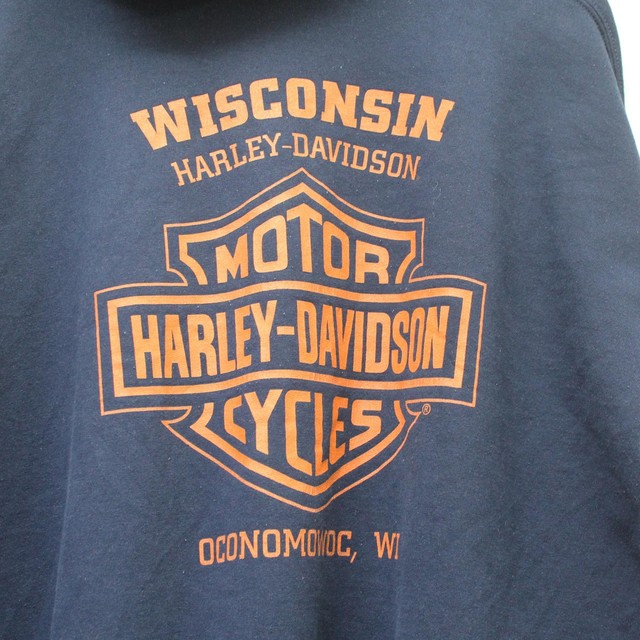 WISCONSIN
HARLEY-DAVIDSON
MOTOR
HARLEY-DAVIDSON
CYCLES ®
OCONOMOWOC, WI